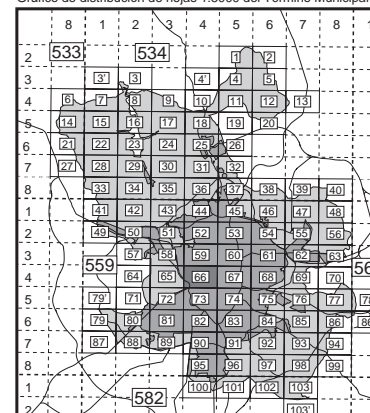 Gráfico de distribución de hojas 1:5000 del Término Municipal
8 1 2 3 4 5 6 7 8 1
533 534
2 1 2
3 3' 3 4' 4 5
4 6 7 8 9 10 11 12 13
5 14 15 16 17 18 19 20
6 21 22 23 24 25 26
7 27 28 29 30 31 32
8 33 34 35 36 37 38 39 40
1 41 42 43 44 45 46 47 48
2 49 50 51 52 53 54 55 56
3 57 58 59 60 61 62 63
559 56
4 64 65 66 67 68 69 70
5 79' 71 72 73 74 75 76 77 78
6 79 80 81 82 83 84 85 86 86
7 87 88 89 90 91 92 93 94
8 95 96 97 98 99
1 100 101 102 103
582 103'